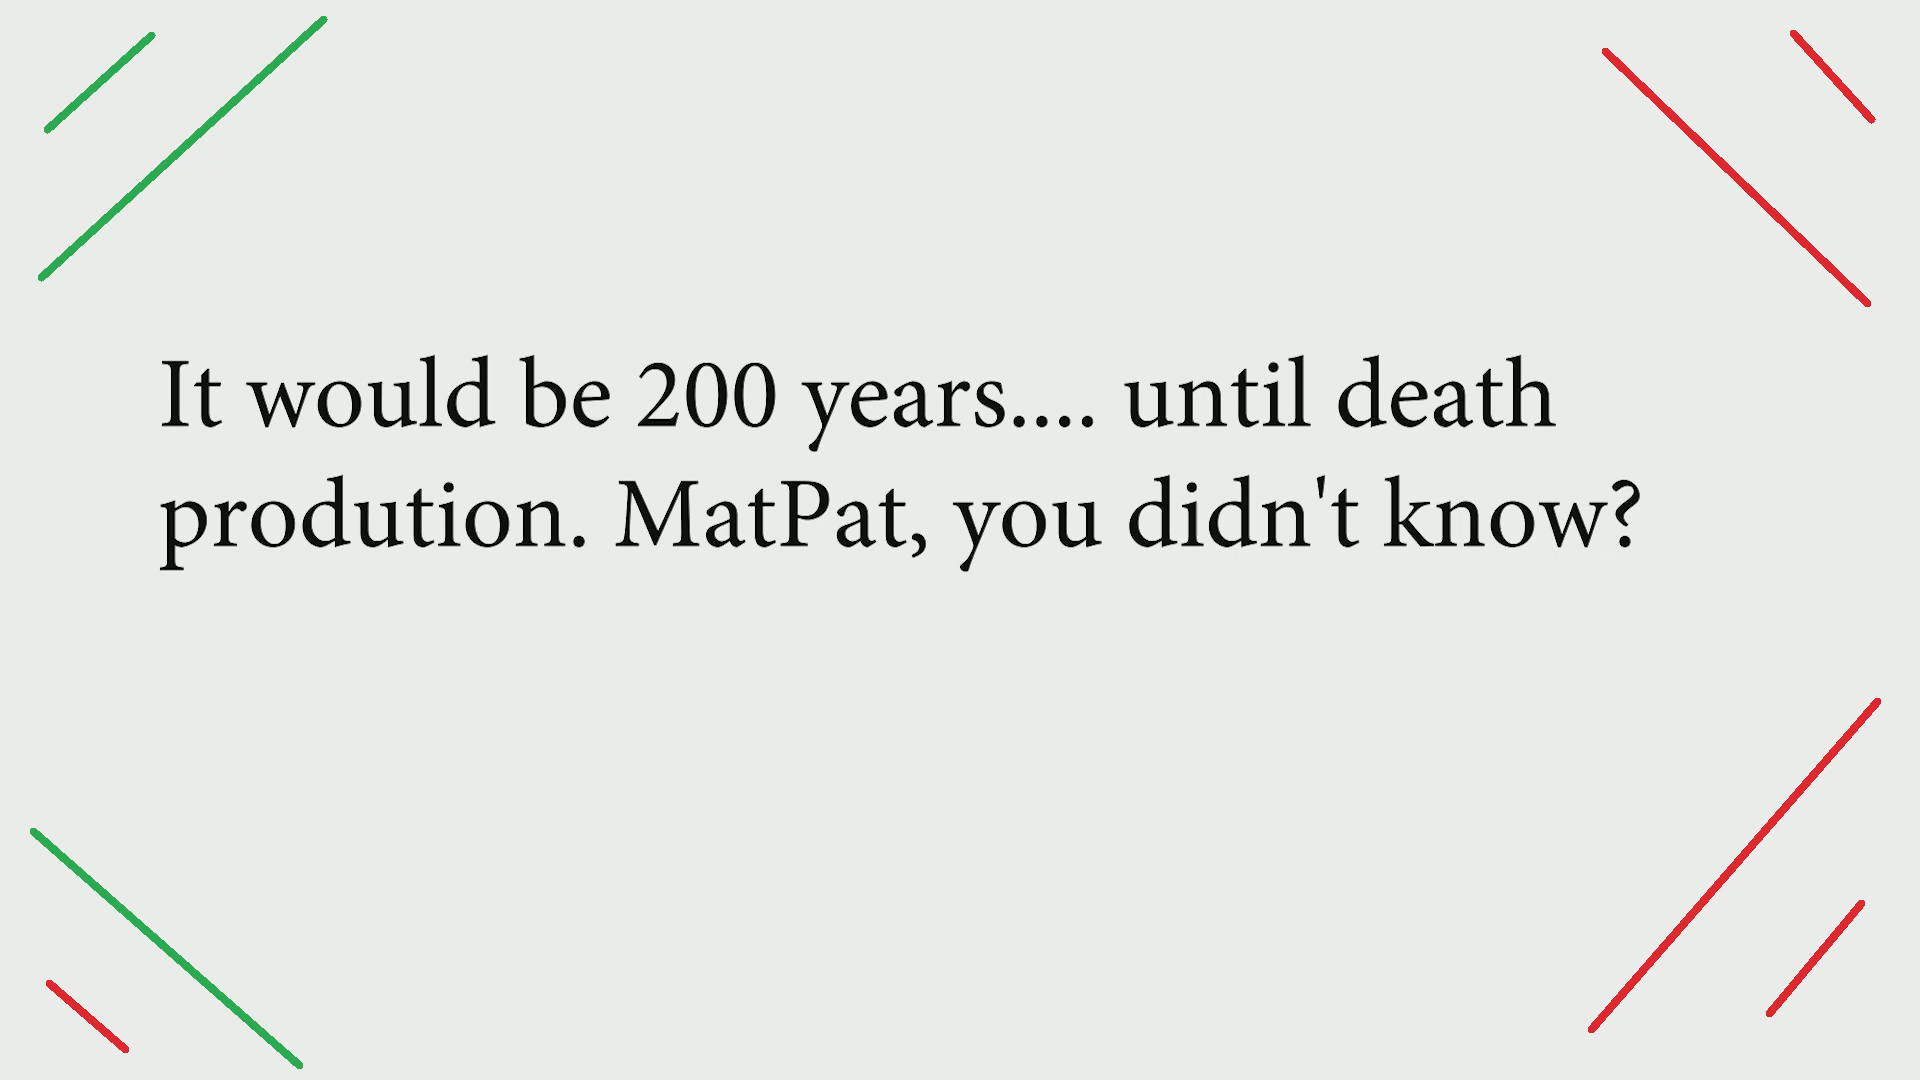 It would be 200 years.... until death
prodution. MatPat, you didn't know?